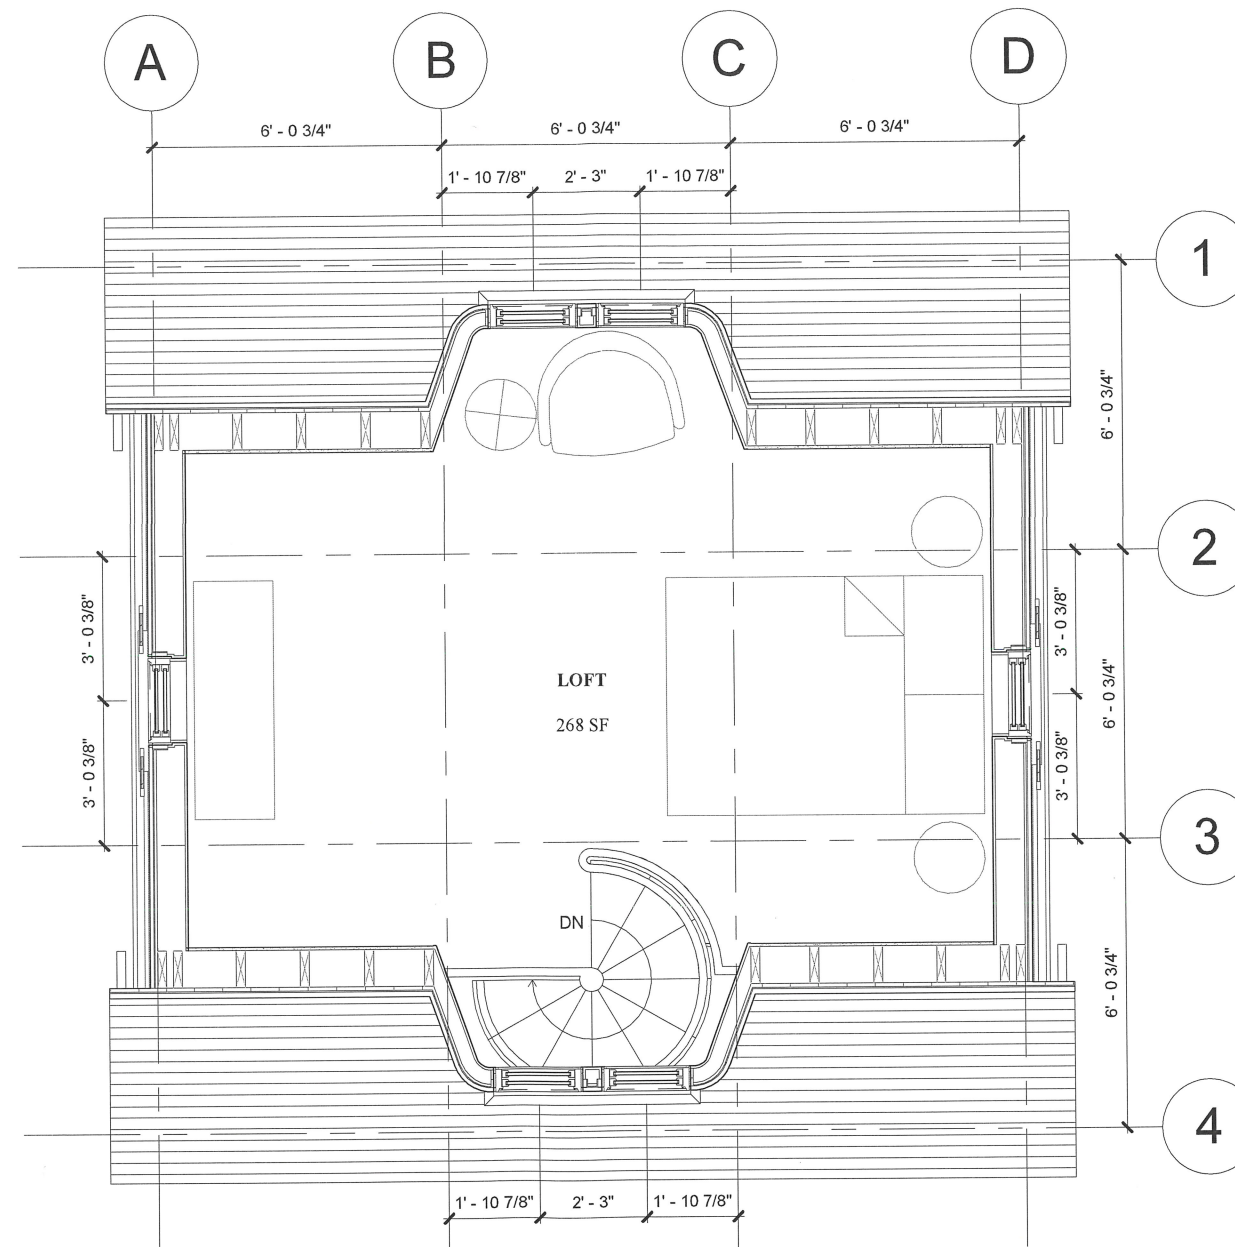 A B C D
6' - 0 3/4" 6' - 0 3/4" 6' - 0 3/4"
1' - 10 7/8" 2' - 3" 1' - 10 7/8"
1
6' - 0 3/4"
2
3' - 0 3/8" 3' - 0 3/8"
6' - 0 3/4"
LOFT
268 SF
3' - 0 3/8" 3' - 0 3/8"
3
DN
6' - 0 3/4"
4
1' - 10 7/8" 2' - 3" 1' - 10 7/8"